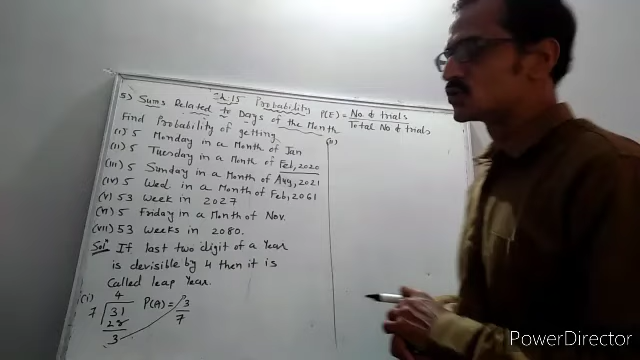 Ch. 15 Probability
5) Sums Related to Days of the Month
P(E) = No. of trials
Total No of trials
Find Probability of getting
(i) 5 Monday in a Month of Jan
(ii) 5 Tuesday in a Month of Feb, 2020
(iii) 5 Sunday in a Month of Aug, 2021
(iv) 5 Wed in a Month of Feb, 2061
(v) 53 week in 2027
(vi) 5 Friday in a Month of Nov.
(vii) 53 weeks in 2080.
Solⁿ If last two digit of a Year
is devisible by 4 then it is
called leap Year.
(i) 4
7 31 P(A) = 3
28 7
3
(ii)
PowerDirector